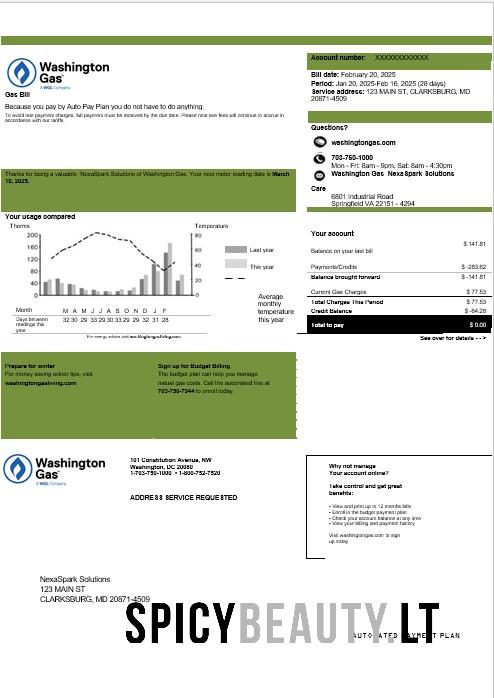 Washington
Gas
A WGL Company
Gas Bill
Because you pay by Auto Pay Plan you do not have to do anything.
To avoid late payment charges, full payment must be received by the due date. Please note late fees will continue to accrue in
accordance with our tariffs.
Account number: XXXXXXXXXXXX
Bill date: February 20, 2025
Period: Jan 20, 2025-Feb 16, 2025 (28 days)
Service address: 123 MAIN ST, CLARKSBURG, MD
20871-4509
Questions?
washingtongas.com
703-750-1000
Mon - Fri: 8am - 9pm, Sat: 8am - 4:30pm
Washington Gas NexaSpark Solutions
Care
6801 Industrial Road
Springfield VA 22151 - 4294
Thanks for being a valuable NexaSpark Solutions of Washington Gas. Your next meter reading is March
19, 2025.
Your usage compared
Therms
Temperature
200
160
120
80
40
0
80
60
40
20
0
Last year
This year
Average
monthly
temperature
this year
Month M A M J J A S O N D J F
Days between
readings this
year
32 30 29 33 29 30 33 29 29 32 31 28
For energy advice visit washingtongasliving.com
Your account
Balance on your last bill $ 141.81
Payments/Credits $ -283.62
Balance brought forward $ -141.81
Current Gas Charges $ 77.53
Total Charges This Period $ 77.53
Credit Balance $ -64.28
Total to pay $ 0.00
See over for details - - >
Prepare for winter
For money saving winter tips, visit
washingtongasliving.com
Sign up for Budget Billing
The budget plan can help you manage
natural gas costs. Call the automated line at
703-750-7944 to enroll today.
Washington
Gas
A WGL Company
101 Constitution Avenue, NW
Washington, DC 20080
1-703-750-1000 • 1-800-752-7520
ADDRESS SERVICE REQUESTED
Why not manage
Your account online?
Take control and get great
benefits:
• View and print up to 12 months bills
• Enroll in the budget payment plan
• Check your account balance at any time
• View your billing and payment history
Visit washingtongas.com to sign
up today
NexaSpark Solutions
123 MAIN ST
CLARKSBURG, MD 20871-4509
SPICYBEAUTY.LT
AUTOMATED PAYMENT PLAN